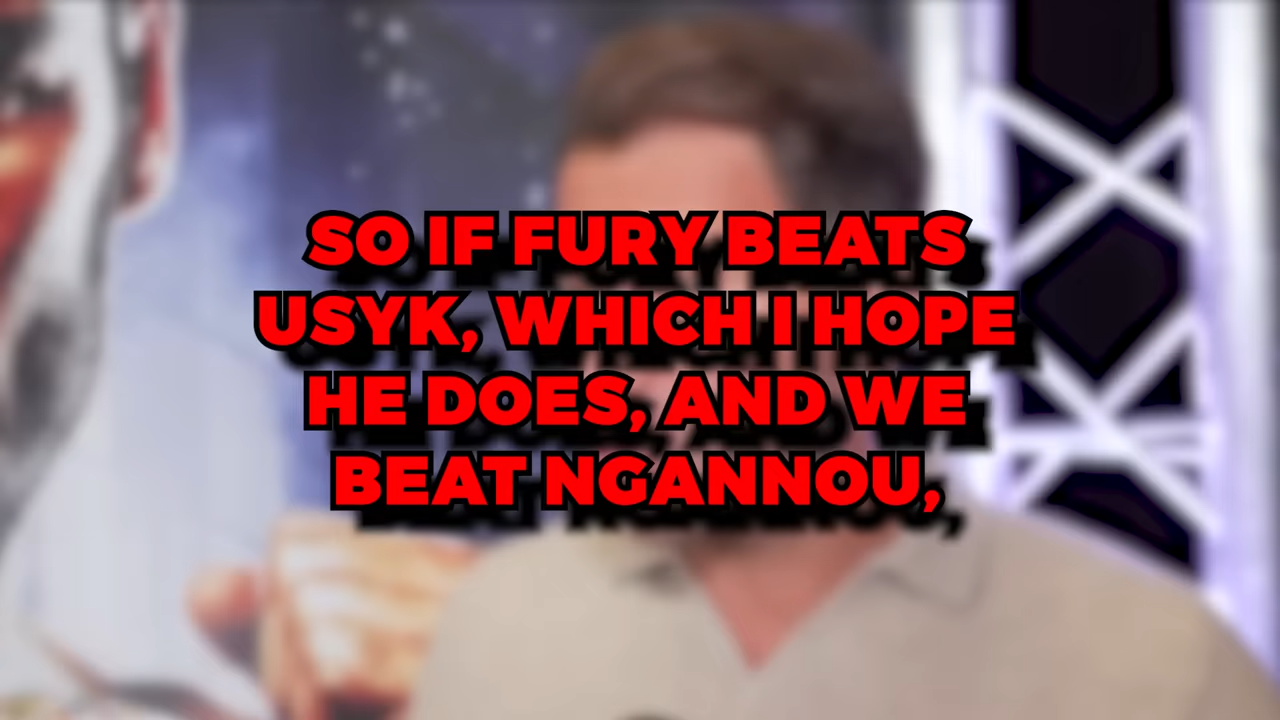 SO IF FURY BEATS
USYK, WHICH I HOPE
HE DOES, AND WE
BEAT NGANNOU,